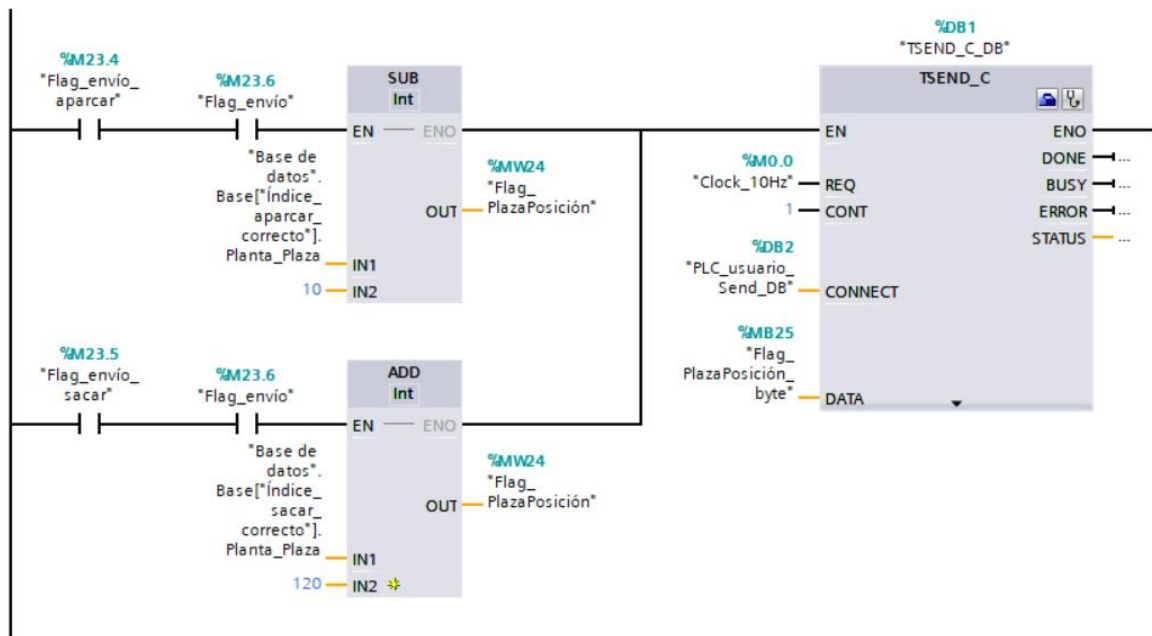 %DB1
"TSEND_C_DB"
%M23.4
"Flag_envío_
aparcar"
%M23.6
"Flag_envío"
SUB
Int
EN
ENO
"Base de
datos".
Base["Índice_
aparcar_
correcto"].
Planta_Plaza
IN1
10
IN2
OUT
%MW24
"Flag_
PlazaPosición"
TSEND_C
EN
ENO
DONE
...
%M0.0
"Clock_10Hz"
REQ
BUSY
...
1
CONT
ERROR
...
STATUS
...
%DB2
"PLC_usuario_
Send_DB"
CONNECT
%MB25
"Flag_
PlazaPosición_
byte"
DATA
%M23.5
"Flag_envío_
sacar"
%M23.6
"Flag_envío"
ADD
Int
EN
ENO
"Base de
datos".
Base["Índice_
sacar_
correcto"].
Planta_Plaza
IN1
120
IN2
OUT
%MW24
"Flag_
PlazaPosición"